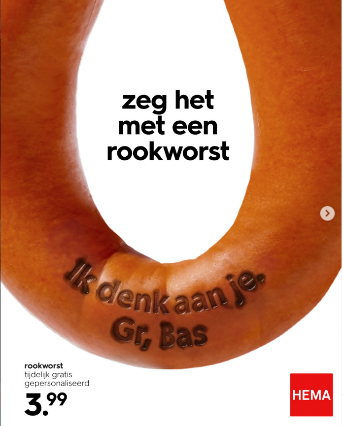 zeg het
met een
rookworst
Ik denk aan je.
Gr, Bas
rookworst
tijdelijk gratis
gepersonaliseerd
3.99
HEMA